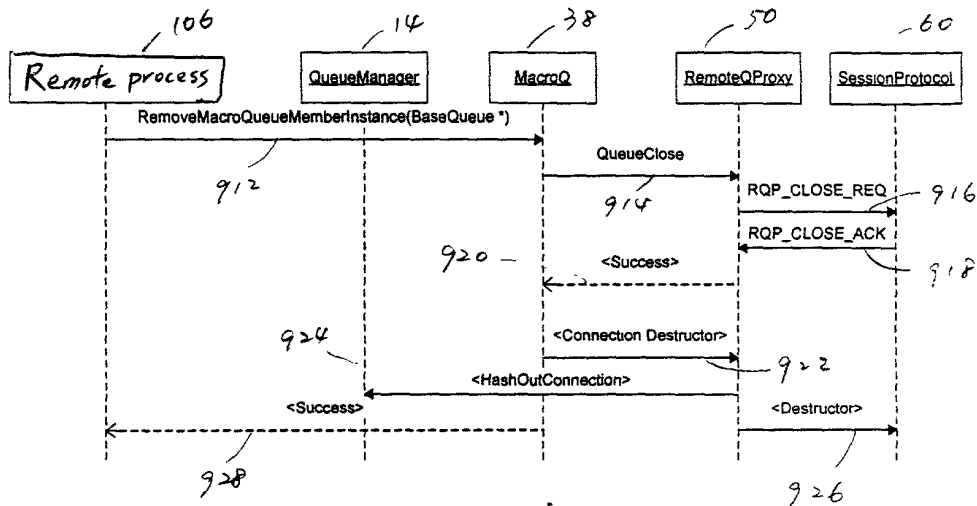 106
14
38
50
60
Remote process
QueueManager
MacroQ
RemoteQProxy
SessionProtocol
RemoveMacroQueueMemberInstance(BaseQueue *)
912
QueueClose
914
RQP_CLOSE_REQ
916
RQP_CLOSE_ACK
918
920
<Success>
924
<Connection Destructor>
922
<HashOutConnection>
<Success>
<Destructor>
928
926